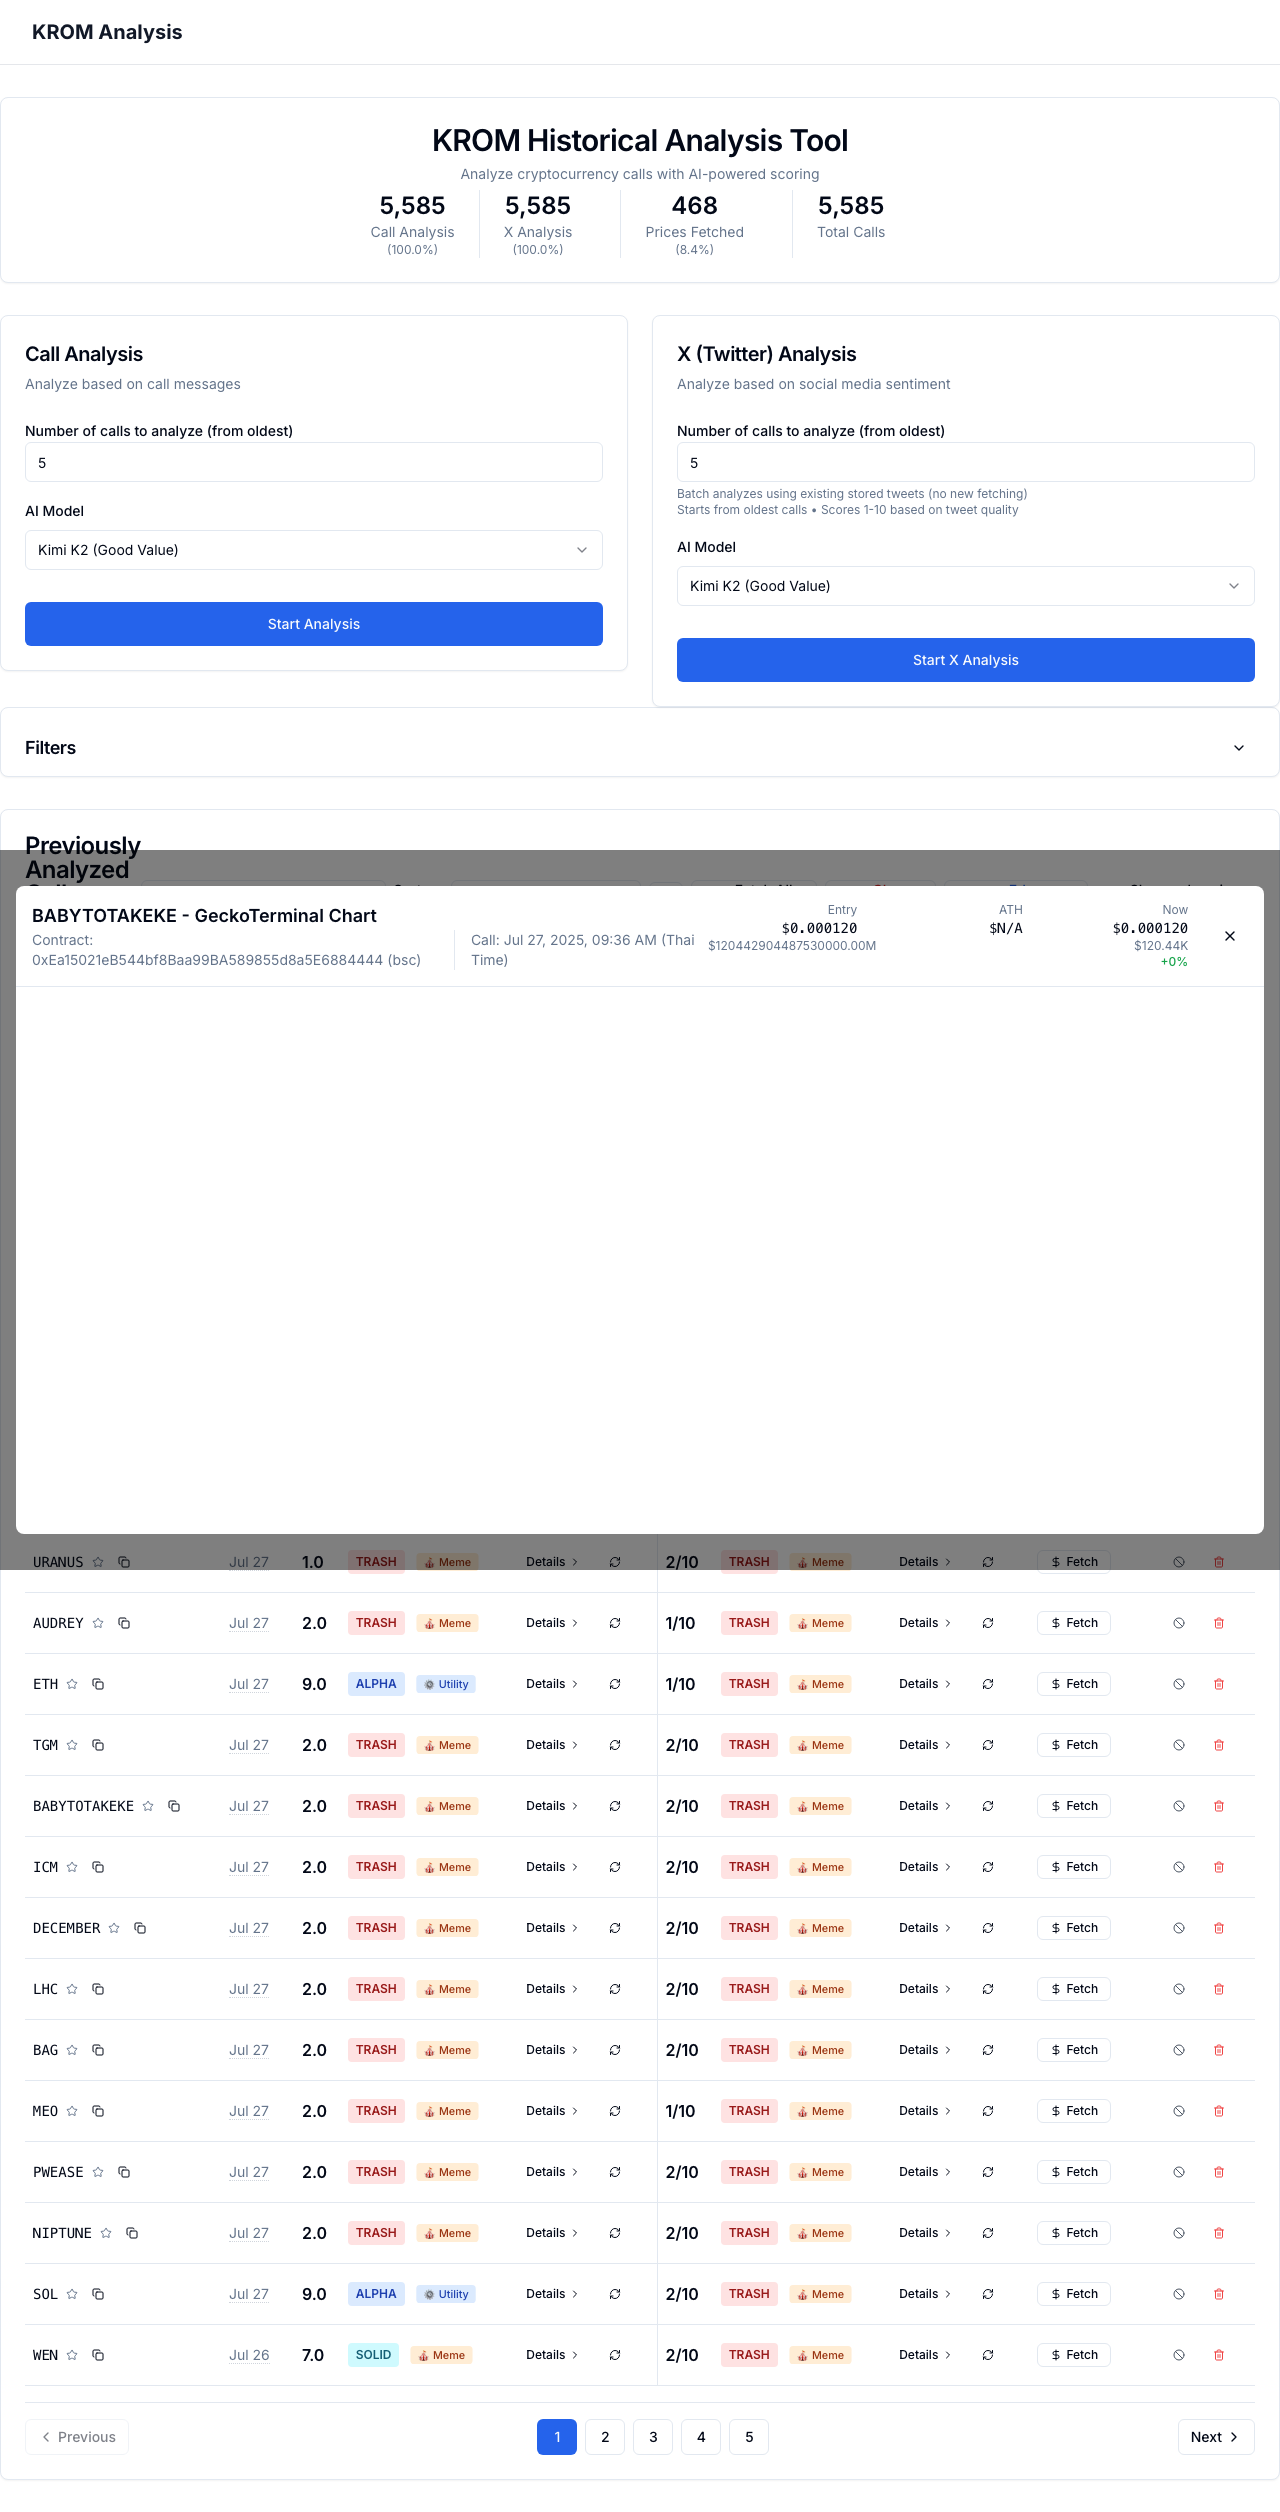 KROM Analysis
KROM Historical Analysis Tool
Analyze cryptocurrency calls with AI-powered scoring
5,585
Call Analysis
(100.0%)
5,585
X Analysis
(100.0%)
468
Prices Fetched
(8.4%)
5,585
Total Calls
Call Analysis
Analyze based on call messages
Number of calls to analyze (from oldest)
5
AI Model
Kimi K2 (Good Value)
Start Analysis
X (Twitter) Analysis
Analyze based on social media sentiment
Number of calls to analyze (from oldest)
5
Batch analyzes using existing stored tweets (no new fetching)
Starts from oldest calls • Scores 1-10 based on tweet quality
AI Model
Kimi K2 (Good Value)
Start X Analysis
Filters
Previously
Analyzed
BABYTOTAKEKE - GeckoTerminal Chart
Contract:
0xEa15021eB544bf8Baa99BA589855d8a5E6884444 (bsc)
Call: Jul 27, 2025, 09:36 AM (Thai
Time)
Entry
$0.000120
$120442904487530000.00M
ATH
$N/A
Now
$0.000120
$120.44K
+0%
URANUS Jul 27 1.0 TRASH Meme Details 2/10 TRASH Meme Details Fetch
AUDREY Jul 27 2.0 TRASH Meme Details 1/10 TRASH Meme Details Fetch
ETH Jul 27 9.0 ALPHA Utility Details 1/10 TRASH Meme Details Fetch
TGM Jul 27 2.0 TRASH Meme Details 2/10 TRASH Meme Details Fetch
BABYTOTAKEKE Jul 27 2.0 TRASH Meme Details 2/10 TRASH Meme Details Fetch
ICM Jul 27 2.0 TRASH Meme Details 2/10 TRASH Meme Details Fetch
DECEMBER Jul 27 2.0 TRASH Meme Details 2/10 TRASH Meme Details Fetch
LHC Jul 27 2.0 TRASH Meme Details 2/10 TRASH Meme Details Fetch
BAG Jul 27 2.0 TRASH Meme Details 2/10 TRASH Meme Details Fetch
MEO Jul 27 2.0 TRASH Meme Details 1/10 TRASH Meme Details Fetch
PWEASE Jul 27 2.0 TRASH Meme Details 2/10 TRASH Meme Details Fetch
NIPTUNE Jul 27 2.0 TRASH Meme Details 2/10 TRASH Meme Details Fetch
SOL Jul 27 9.0 ALPHA Utility Details 2/10 TRASH Meme Details Fetch
WEN Jul 26 7.0 SOLID Meme Details 2/10 TRASH Meme Details Fetch
Previous 1 2 3 4 5 Next